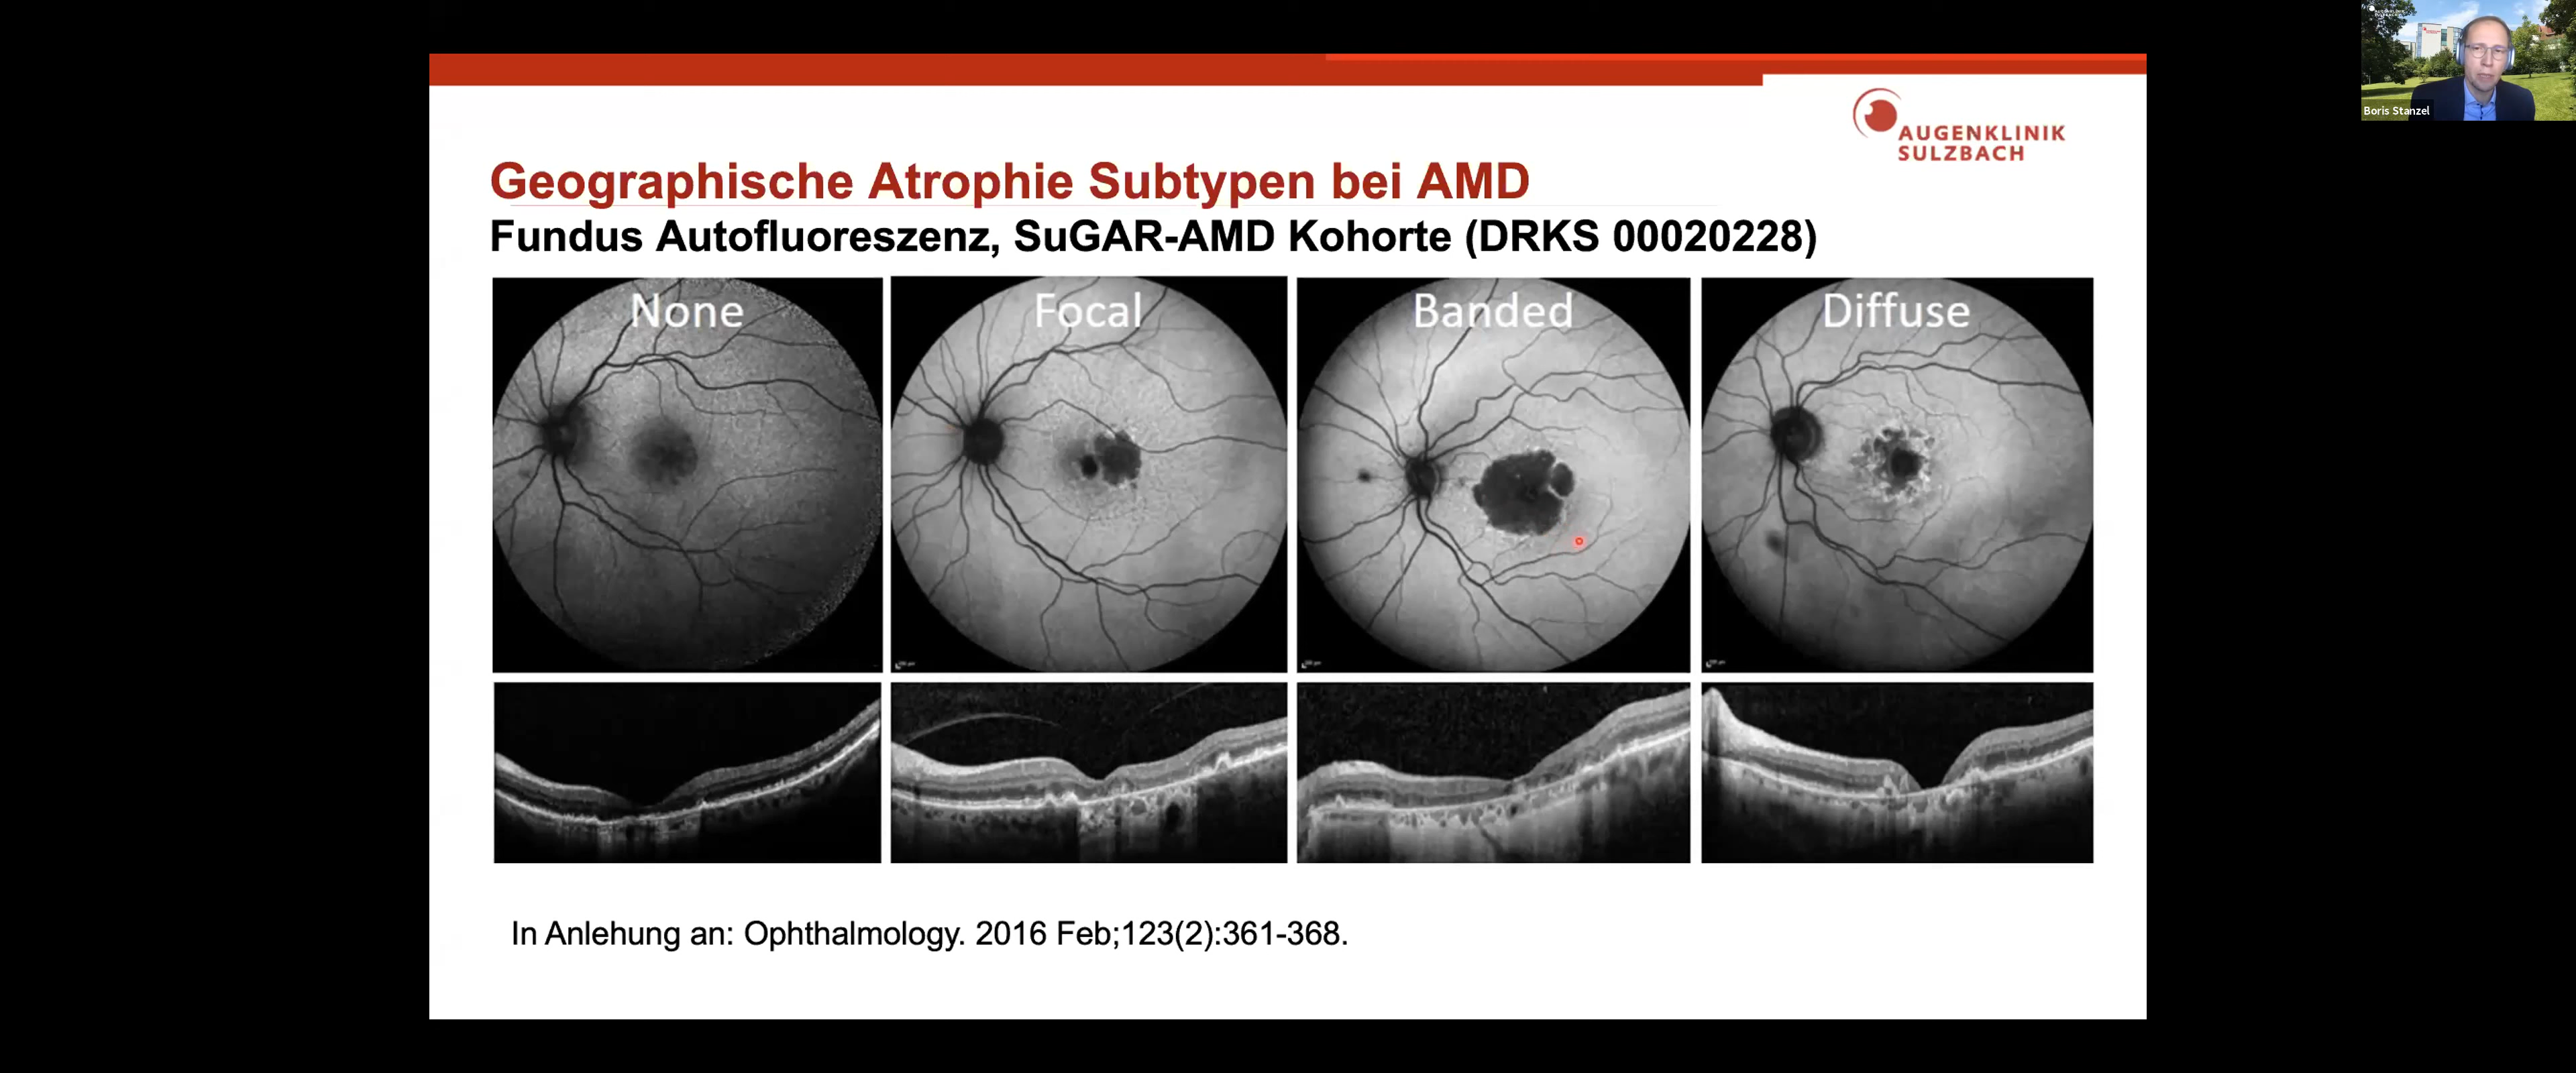 AUGENKLINIK
SULZBACH
Boris Stanzel
Geographische Atrophie Subtypen bei AMD
Fundus Autofluoreszenz, SuGAR-AMD Kohorte (DRKS 00020228)
None
Focal
Banded
Diffuse
In Anlehung an: Ophthalmology. 2016 Feb;123(2):361-368.